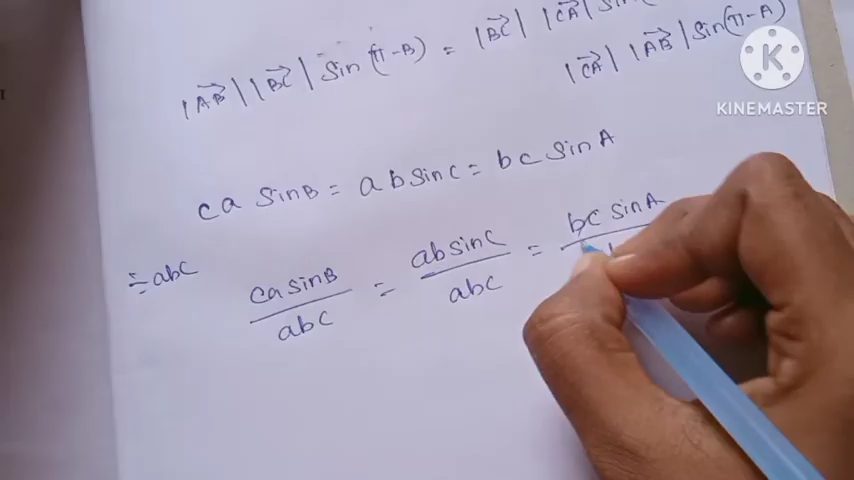 |AB| |BC| Sin (π-B) = |BC| |CA| Sin
|CA| |AB| Sin(π-A)
ca sinB = ab sinC = bc sinA
÷abc ca sinB / abc = ab sinC / abc = bc sinA
KINEMASTER